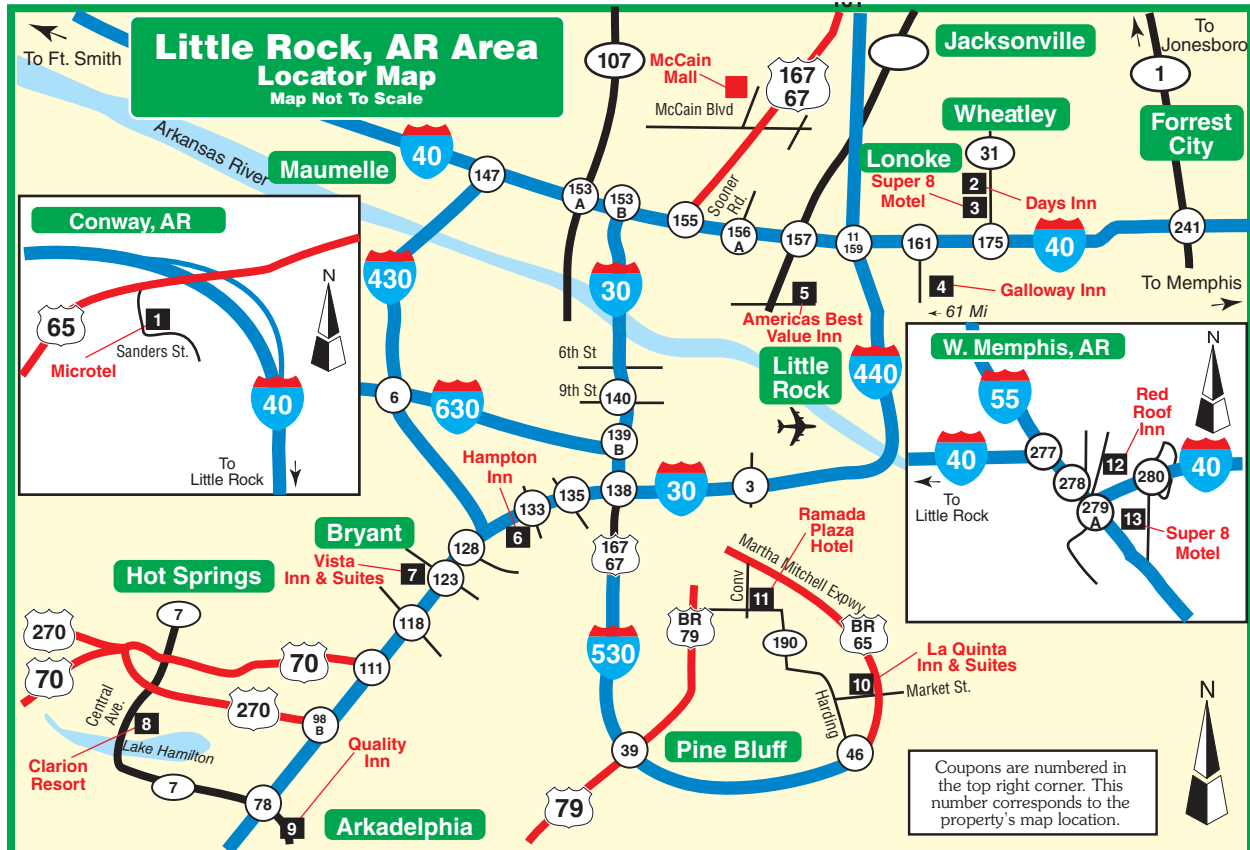 Little Rock, AR Area
Locator Map
Map Not To Scale
To Ft. Smith
Arkansas River
Maumelle
40
147
107
McCain
Mall
McCain Blvd
167
67
Jacksonville
To
Jonesboro
1
Forrest
City
Wheatley
31
Lonoke
Super 8
Motel
2
3
Days Inn
153
A
153
B
155
Sooner
Rd.
156
A
157
11
159
161
175
40
241
To Memphis
4
Galloway Inn
61 Mi
5
Americas Best
Value Inn
Conway, AR
65
1
Sanders St.
Microtel
N
40
To
Little Rock
430
30
6th St
9th St
140
6
630
139
B
Little
Rock
440
W. Memphis, AR
55
N
Red
Roof
Inn
12
40
277
278
279
A
280
40
To
Little Rock
13
Super 8
Motel
Hampton
Inn
6
133
135
138
30
3
Bryant
128
Vista
Inn & Suites
7
123
118
167
67
530
Ramada
Plaza
Hotel
Martha Mitchell Expwy
Conv
11
BR
79
190
BR
65
La Quinta
Inn & Suites
10
Market St.
Harding
39
46
Pine Bluff
79
Hot Springs
7
270
70
70
111
270
98
B
Central
Ave.
8
Lake Hamilton
Clarion
Resort
7
Quality
Inn
78
9
Arkadelphia
N
Coupons are numbered in
the top right corner. This
number corresponds to the
property's map location.